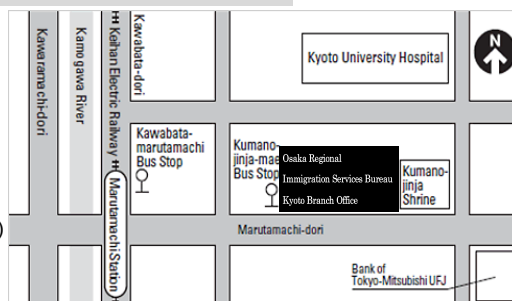 Kawaramachi-dori
Kamogawa River
Keihan Electric Railway
Marutamachi Station
Kawabata-dori
Kyoto University Hospital
N
Kawabata-
marutamachi
Bus Stop
Kumano-
jinja-mae
Bus Stop
Osaka Regional
Immigration Services Bureau
Kyoto Branch Office
Kumano-
jinja
Shrine
Marutamachi-dori
Bank of
Tokyo-Mitsubishi UFJ